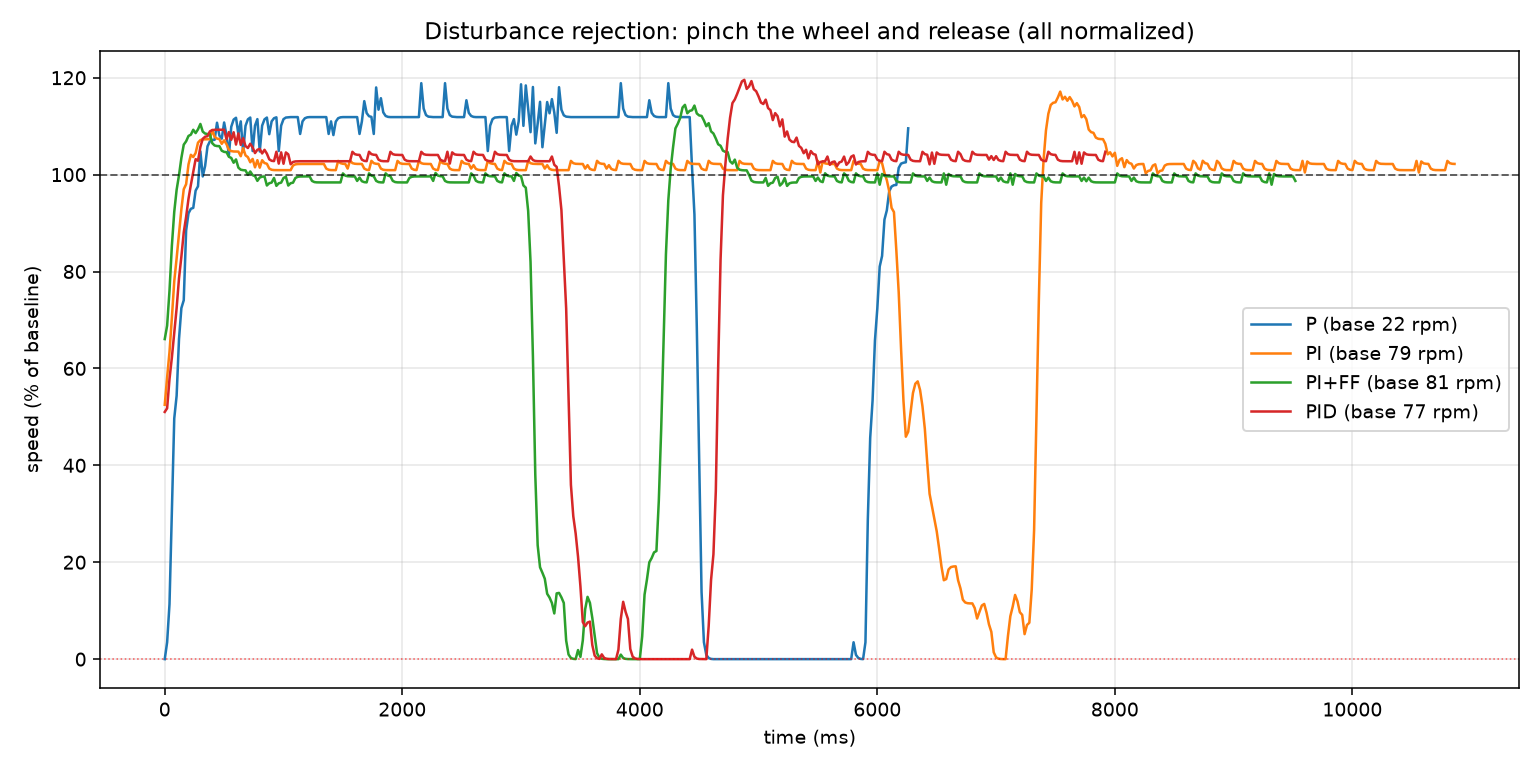 Disturbance rejection: pinch the wheel and release (all normalized)
120
100
80
60
40
20
0
speed (% of baseline)
P (base 22 rpm)
PI (base 79 rpm)
PI+FF (base 81 rpm)
PID (base 77 rpm)
0 2000 4000 6000 8000 10000
time (ms)